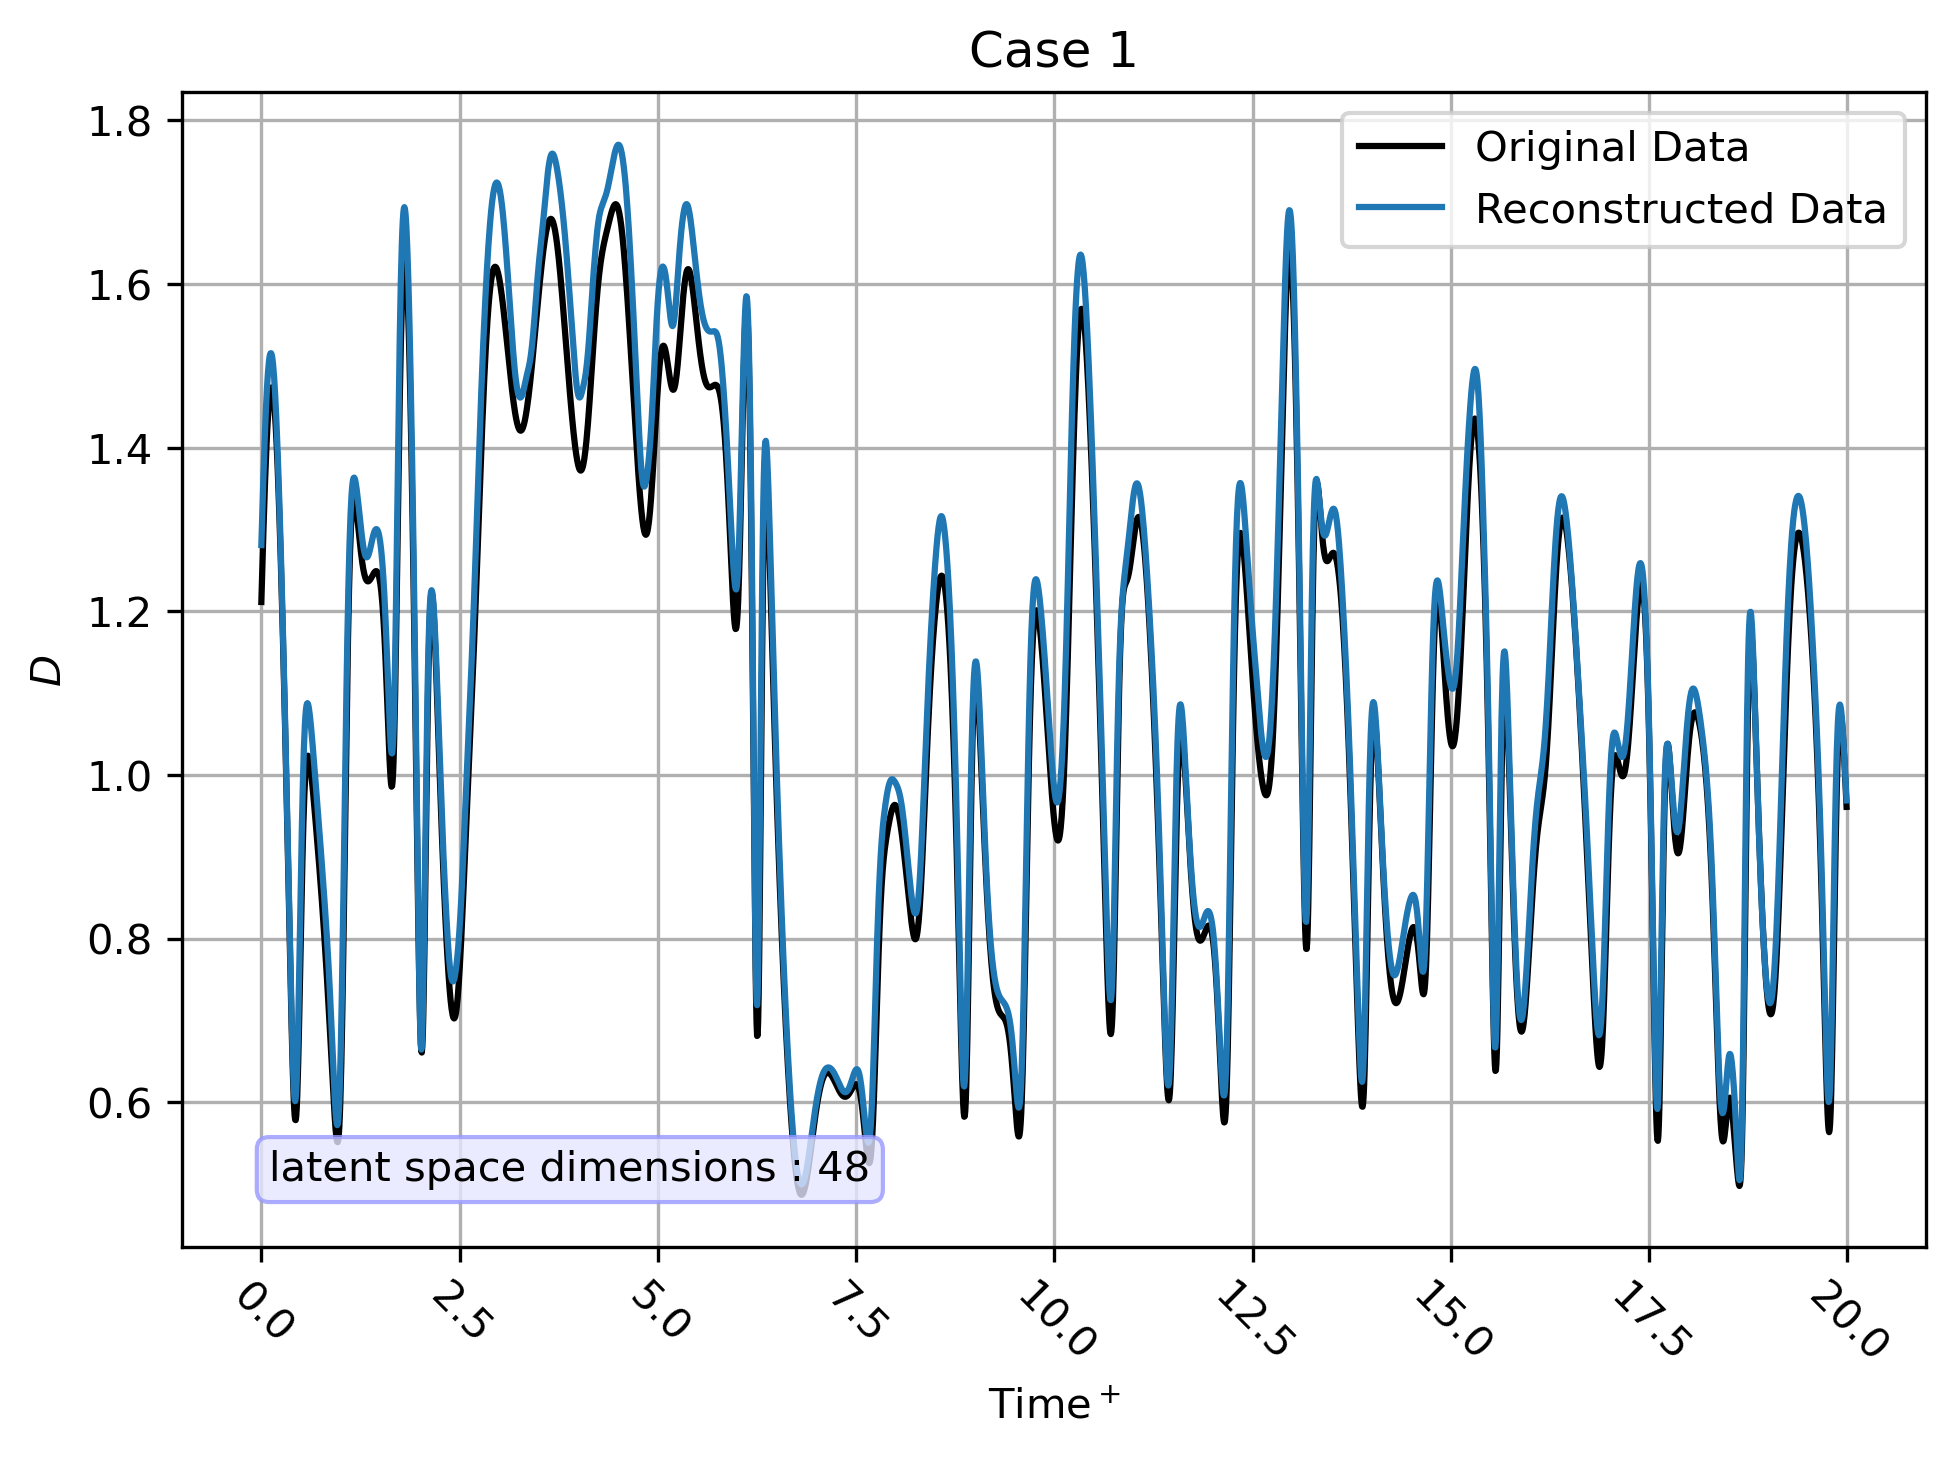 Case 1
Original Data
Reconstructed Data
1.8
1.6
1.4
1.2
1.0
0.8
0.6
D
latent space dimensions : 48
0.0 2.5 5.0 7.5 10.0 12.5 15.0 17.5 20.0
Time⁺